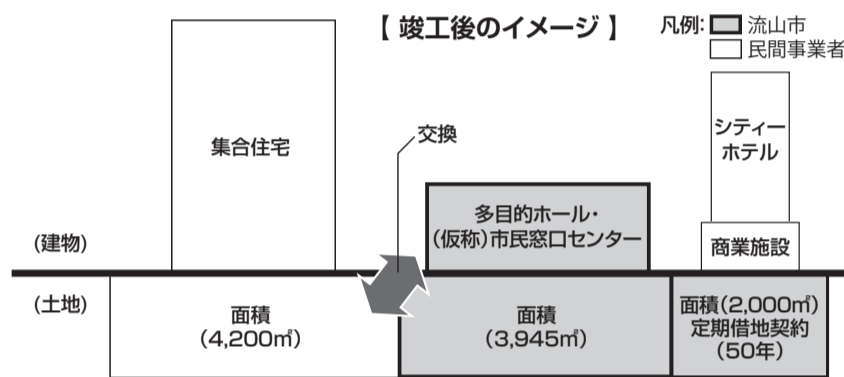 【 竣工後のイメージ 】
凡例: 流山市
民間事業者
集合住宅
交換
シティー
ホテル
多目的ホール・
(仮称)市民窓口センター
商業施設
(建物)
(土地)
面積
(4,200㎡)
面積
(3,945㎡)
面積(2,000㎡)
定期借地契約
(50年)